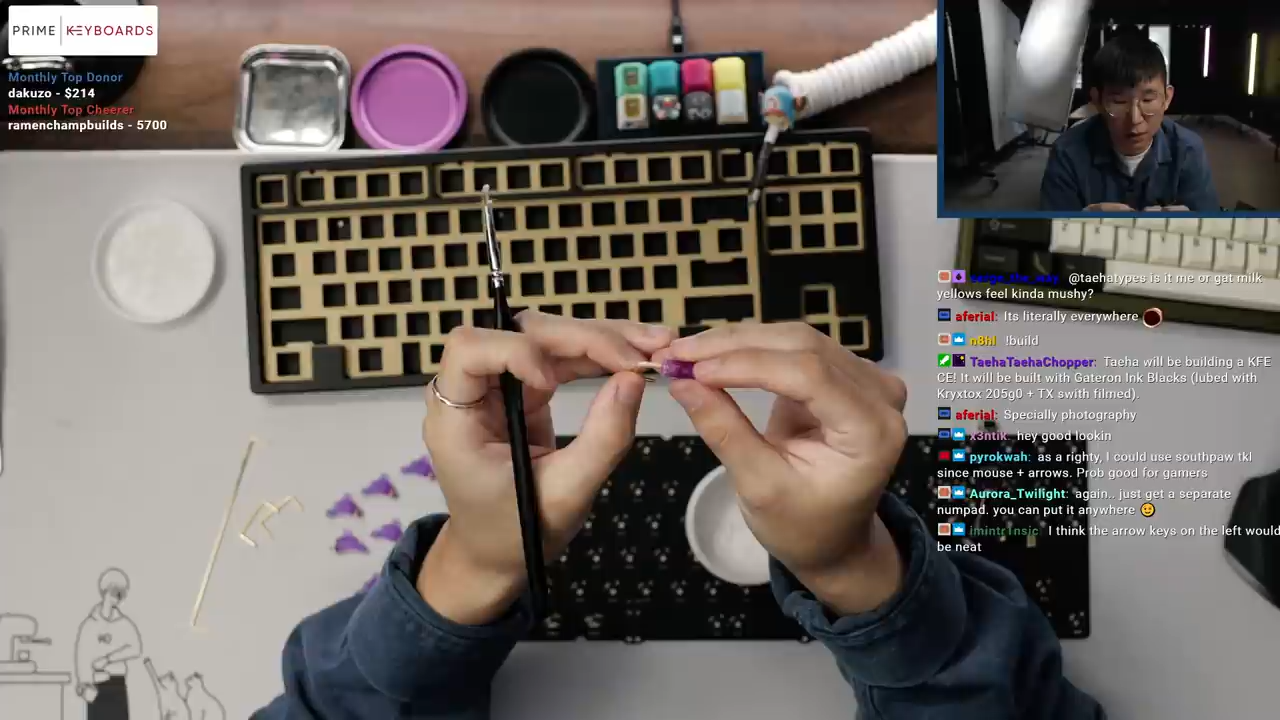 PRIME | KEYBOARDS
Monthly Top Donor
dakuzo - $214
Monthly Top Cheerer
ramenchampbuilds - 5700
@taehatypes is it me or gat milk
yellows feel kinda mushy?
aferial: Its literally everywhere
n8hl !build
TaehaTaehaChopper: Taeha will be building a KFE
CE! It will be built with Gateron Ink Blacks (lubed with
Kryxtox 205g0 + TX swith filmed).
aferial: Specially photography
x3ntik: hey good lookin
pyrokwah: as a righty, I could use southpaw tkl
since mouse + arrows. Prob good for gamers
Aurora_Twilight: again.. just get a separate
numpad. you can put it anywhere
imintr1nsic: I think the arrow keys on the left would
be neat